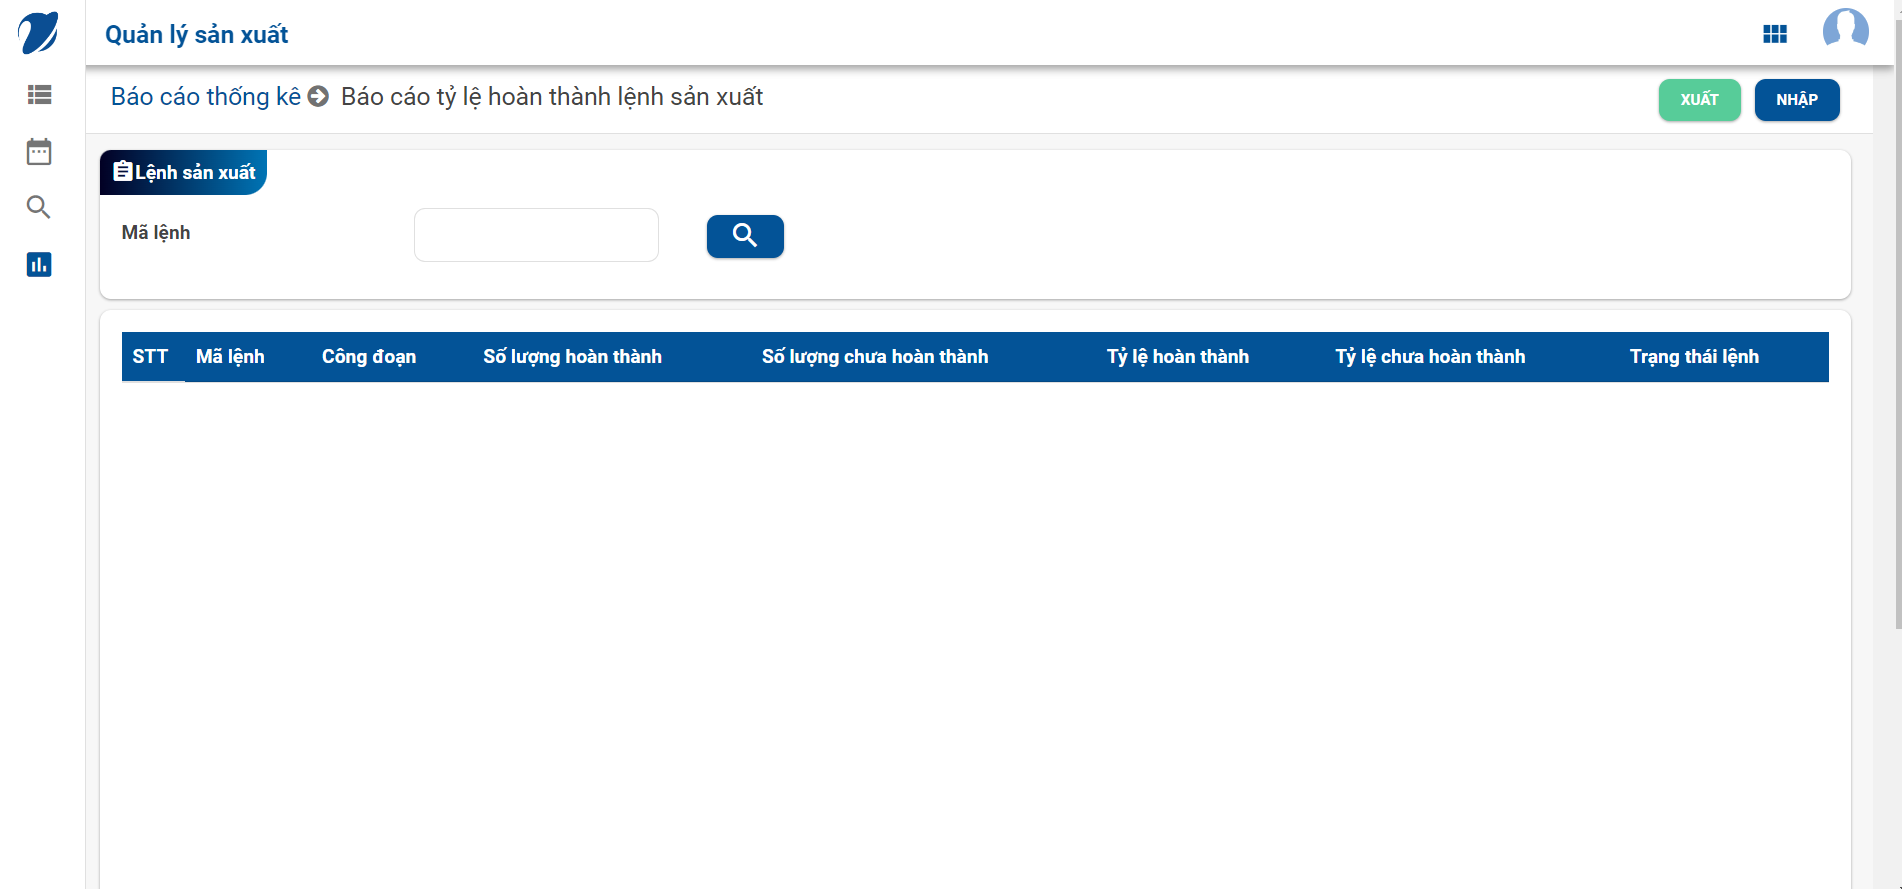 Quản lý sản xuất
Báo cáo thống kê Báo cáo tỷ lệ hoàn thành lệnh sản xuất
XUẤT NHẬP
Lệnh sản xuất
Mã lệnh
STT Mã lệnh Công đoạn Số lượng hoàn thành Số lượng chưa hoàn thành Tỷ lệ hoàn thành Tỷ lệ chưa hoàn thành Trạng thái lệnh